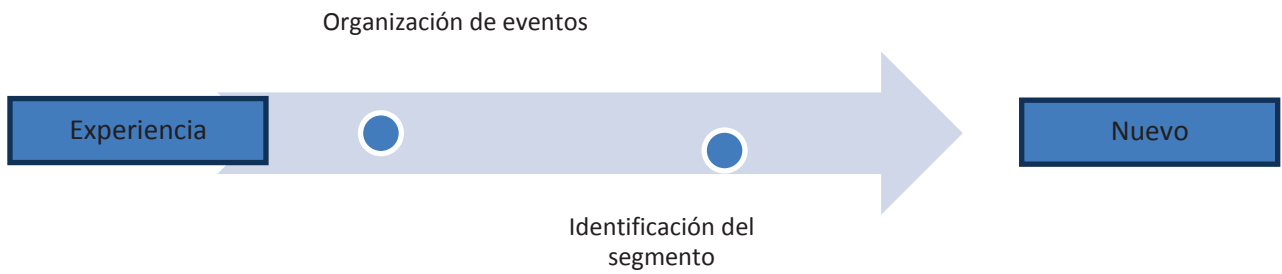 Organización de eventos
Experiencia
Nuevo
Identificación del
segmento